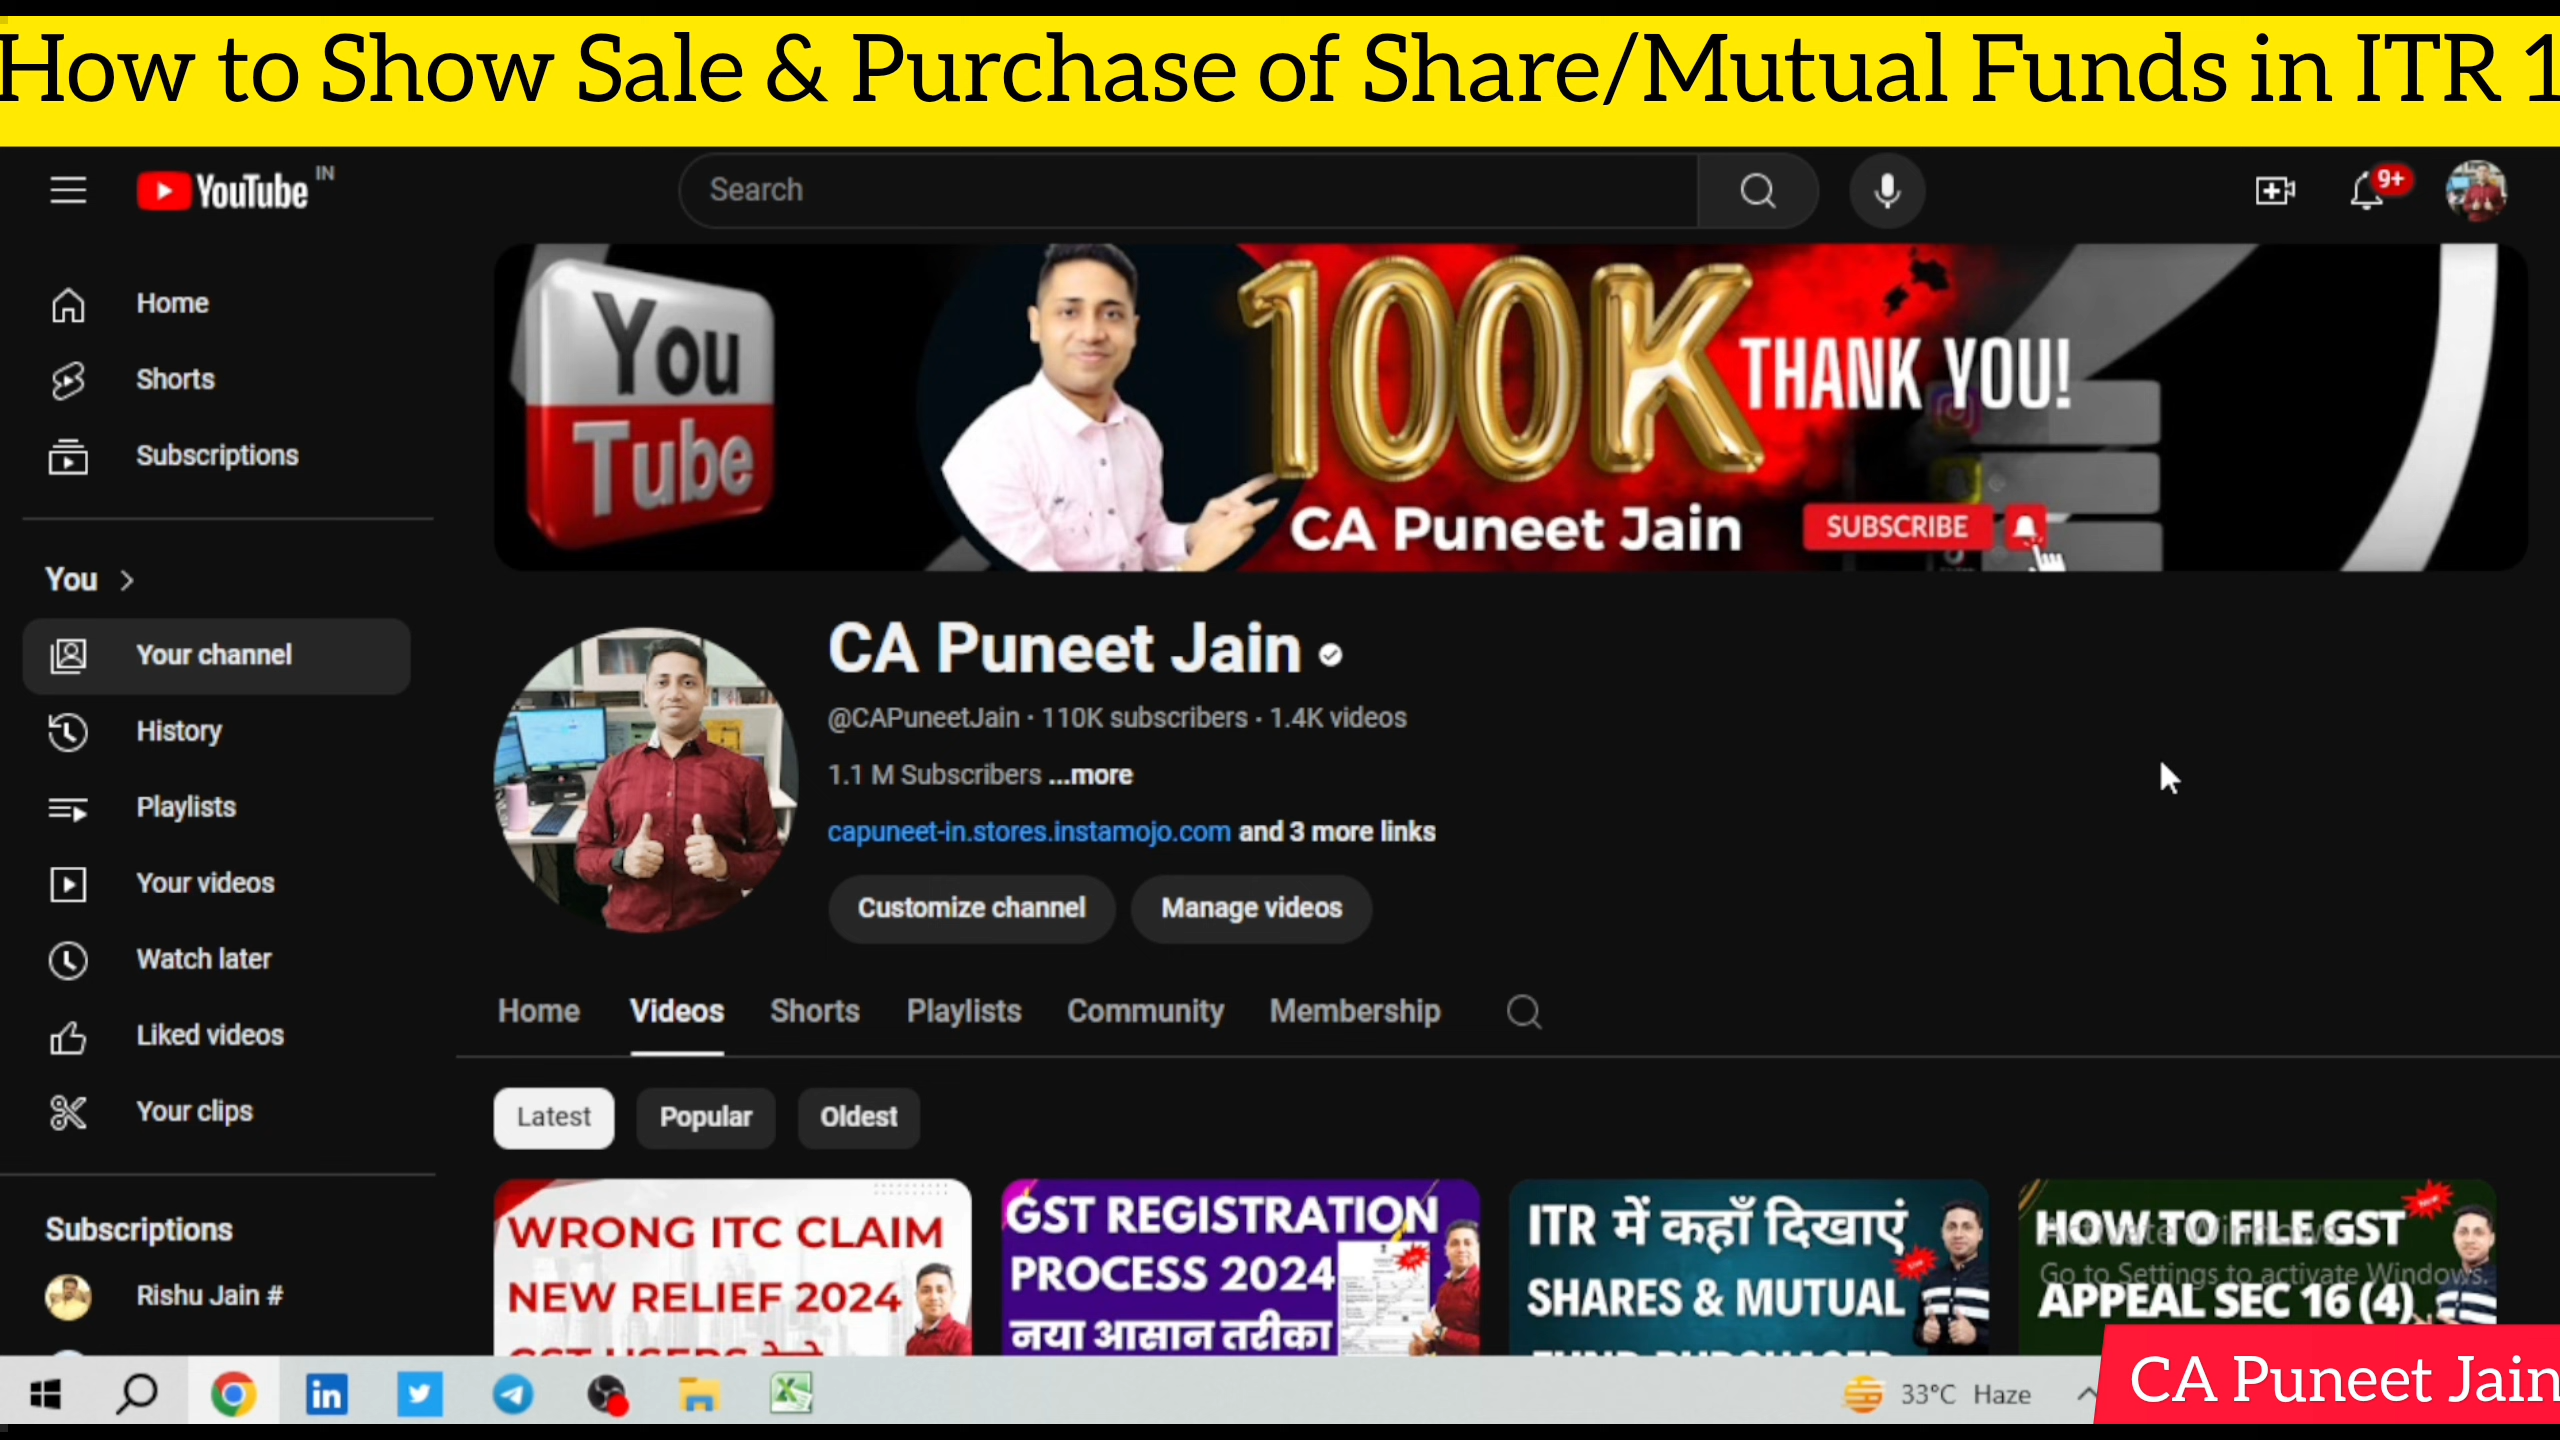 How to Show Sale & Purchase of Share/Mutual Funds in ITR 1
YouTube IN
Search
9+
Home
Shorts
Subscriptions
You
Your channel
History
Playlists
Your videos
Watch later
Liked videos
Your clips
Subscriptions
Rishu Jain #
You
Tube
100K
THANK YOU!
CA Puneet Jain
SUBSCRIBE
CA Puneet Jain
@CAPuneetJain · 110K subscribers · 1.4K videos
1.1 M Subscribers ...more
capuneet-in.stores.instamojo.com and 3 more links
Customize channel
Manage videos
Home
Videos
Shorts
Playlists
Community
Membership
Latest
Popular
Oldest
WRONG ITC CLAIM
NEW RELIEF 2024
GST REGISTRATION
PROCESS 2024
नया आसान तरीका
ITR में कहाँ दिखाएं
SHARES & MUTUAL
HOW TO FILE GST
APPEAL SEC 16 (4)
Activate Windows
Go to Settings to activate Windows.
33°C Haze
CA Puneet Jain